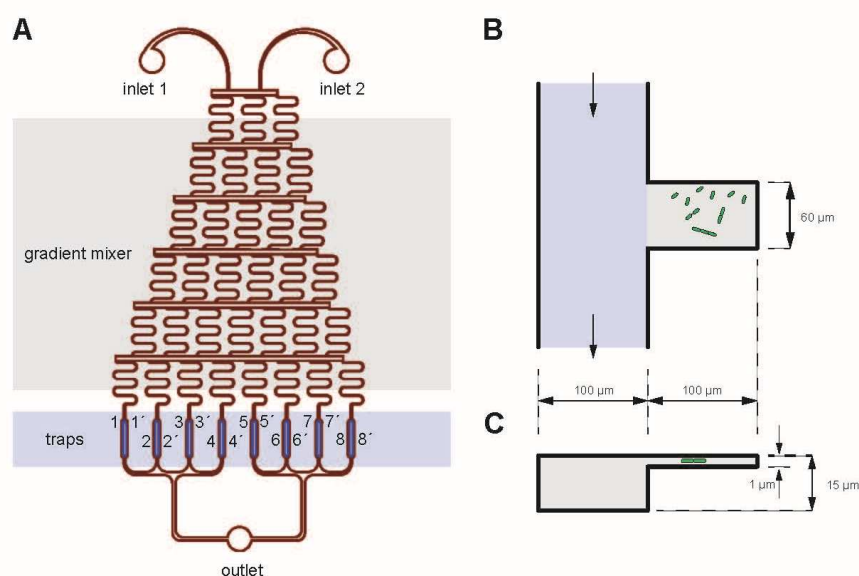 A
inlet 1
inlet 2
gradient mixer
traps
1 1´ 3 3´ 5 5´ 7 7´
2 2´ 4 4´ 6 6´ 8 8´
outlet
B
60 µm
100 µm
100 µm
C
1 µm
15 µm